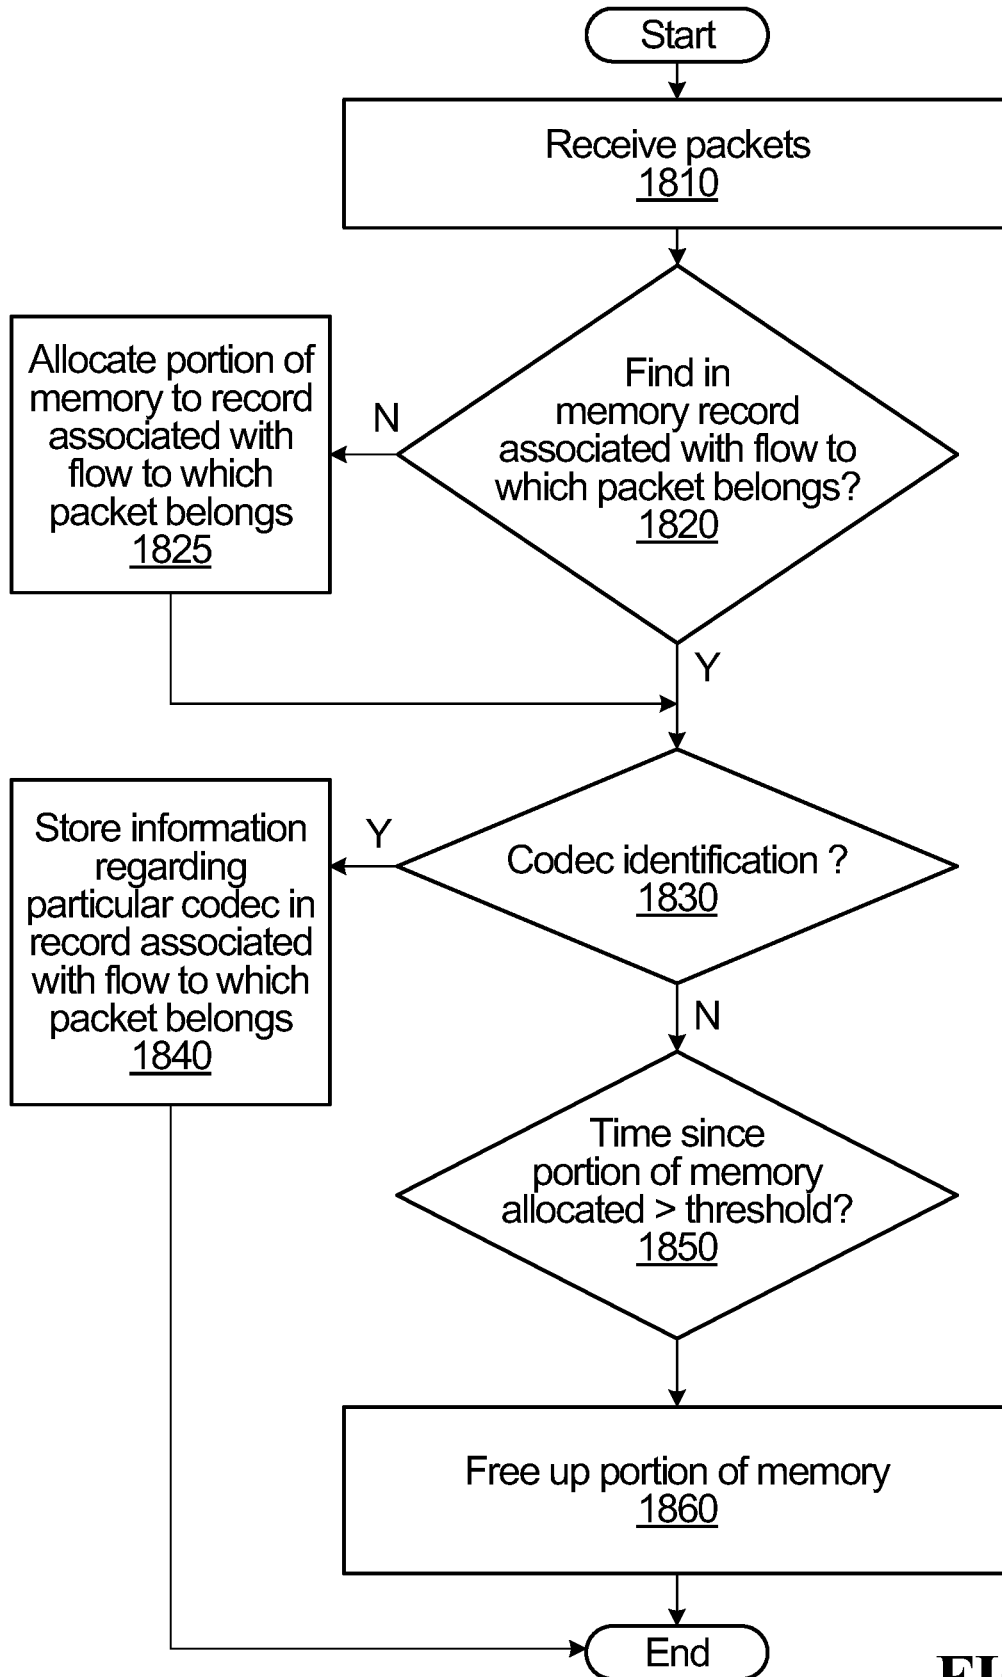 Start
Receive packets
1810
Find in
memory record
associated with flow to
which packet belongs?
1820
N
Allocate portion of
memory to record
associated with
flow to which
packet belongs
1825
Y
Codec identification ?
1830
Y
Store information
regarding
particular codec in
record associated
with flow to which
packet belongs
1840
N
Time since
portion of memory
allocated > threshold?
1850
Free up portion of memory
1860
End